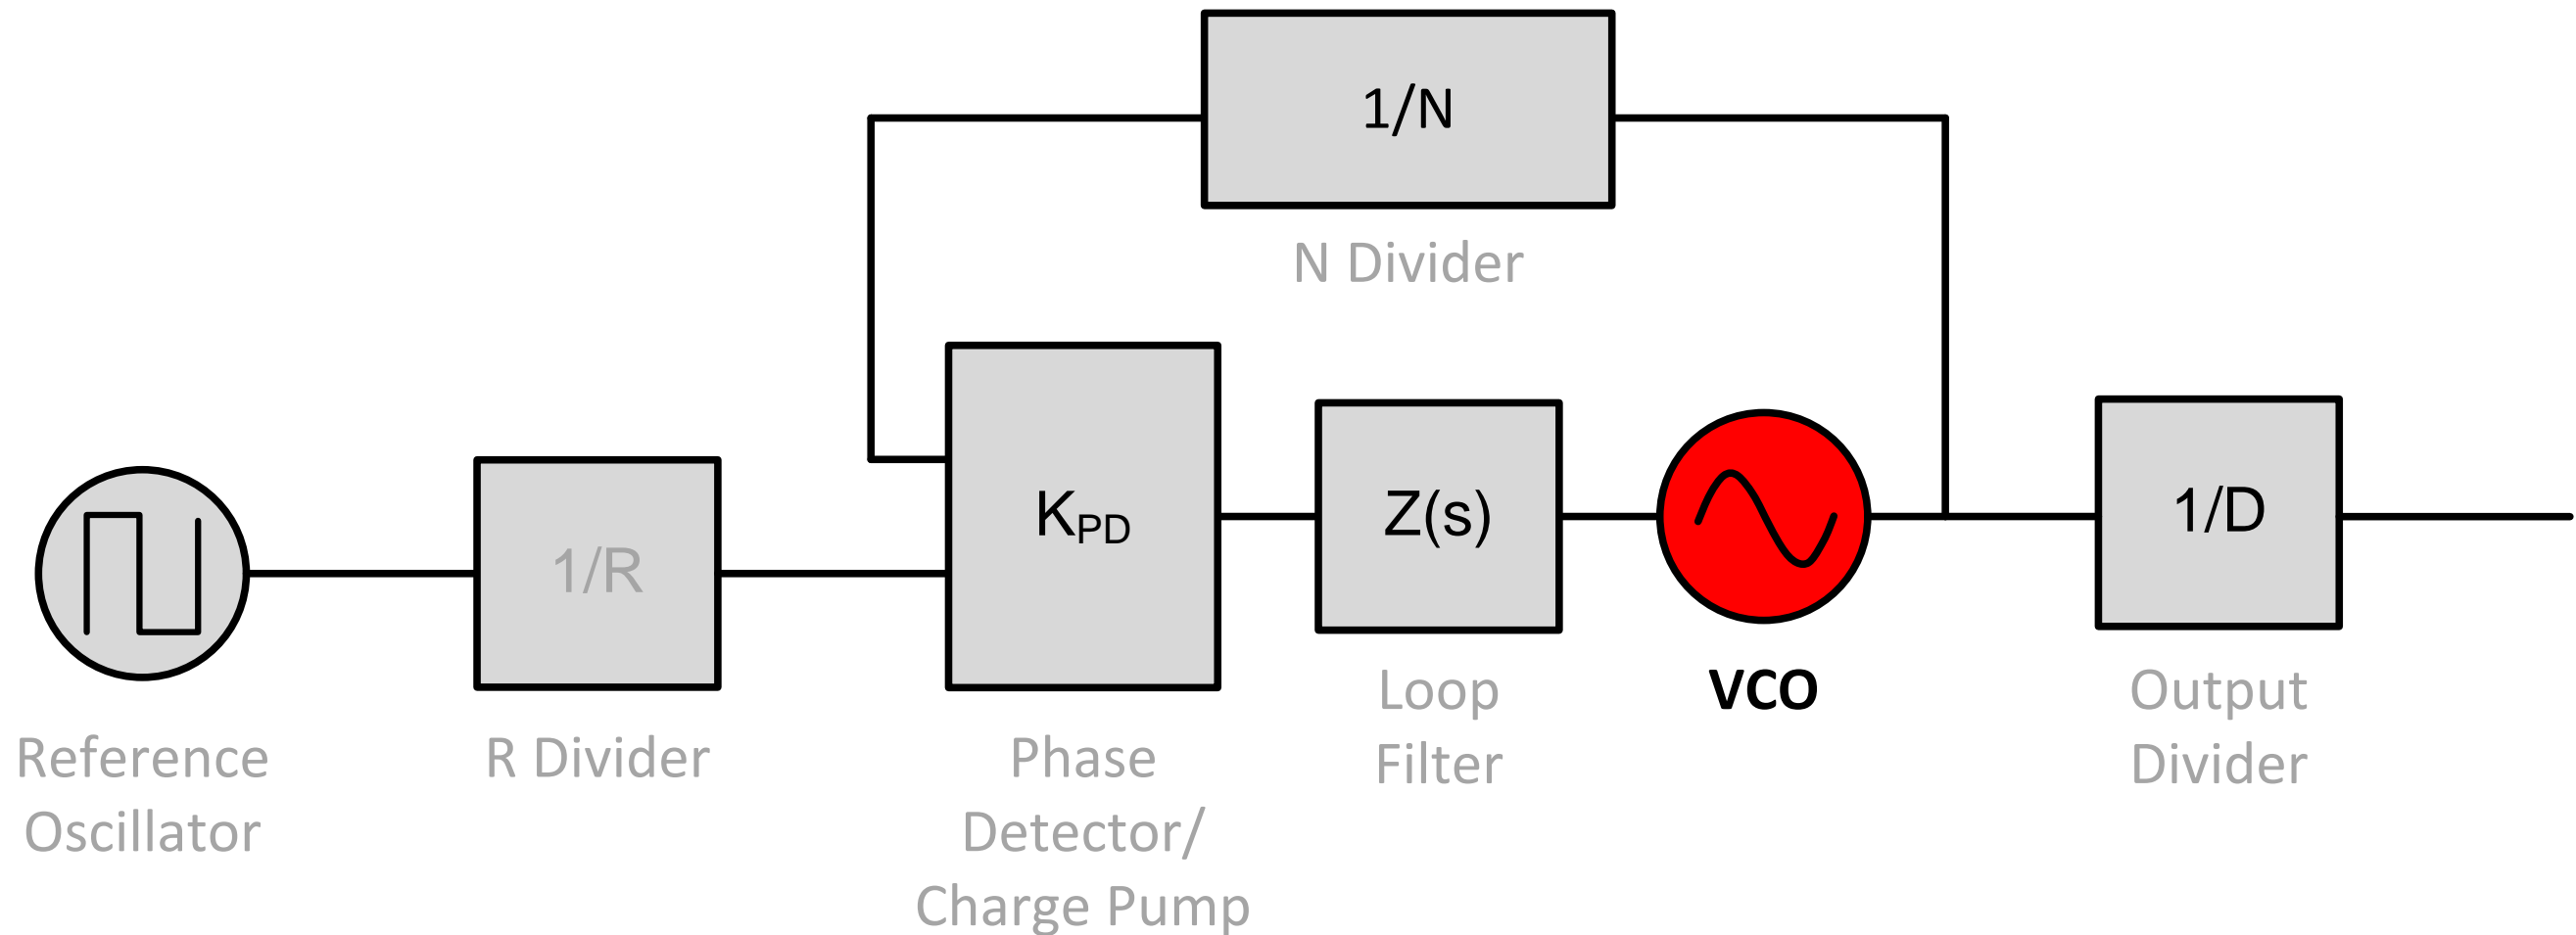 1/N
N Divider
1/R
K_PD
Z(s)
1/D
Reference
Oscillator
R Divider
Phase
Detector/
Charge Pump
Loop
Filter
VCO
Output
Divider